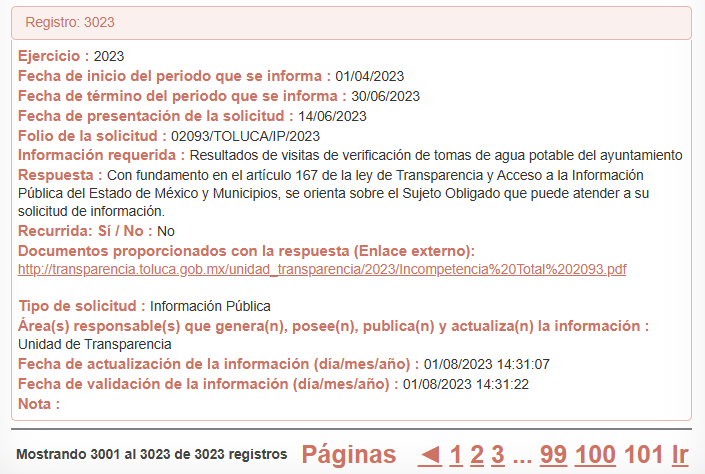 Registro: 3023
Ejercicio : 2023
Fecha de inicio del periodo que se informa : 01/04/2023
Fecha de término del periodo que se informa : 30/06/2023
Fecha de presentación de la solicitud : 14/06/2023
Folio de la solicitud : 02093/TOLUCA/IP/2023
Información requerida : Resultados de visitas de verificación de tomas de agua potable del ayuntamiento
Respuesta : Con fundamento en el artículo 167 de la ley de Transparencia y Acceso a la Información
Pública del Estado de México y Municipios, se orienta sobre el Sujeto Obligado que puede atender a su
solicitud de información.
Recurrida: Sí / No : No
Documentos proporcionados con la respuesta (Enlace externo):
http://transparencia.toluca.gob.mx/unidad_transparencia/2023/Incompetencia%20Total%202093.pdf
Tipo de solicitud : Información Pública
Área(s) responsable(s) que genera(n), posee(n), publica(n) y actualiza(n) la información :
Unidad de Transparencia
Fecha de actualización de la información (día/mes/año) : 01/08/2023 14:31:07
Fecha de validación de la información (día/mes/año) : 01/08/2023 14:31:22
Nota :
Mostrando 3001 al 3023 de 3023 registros Páginas ◄ 1 2 3 ... 99 100 101 Ir